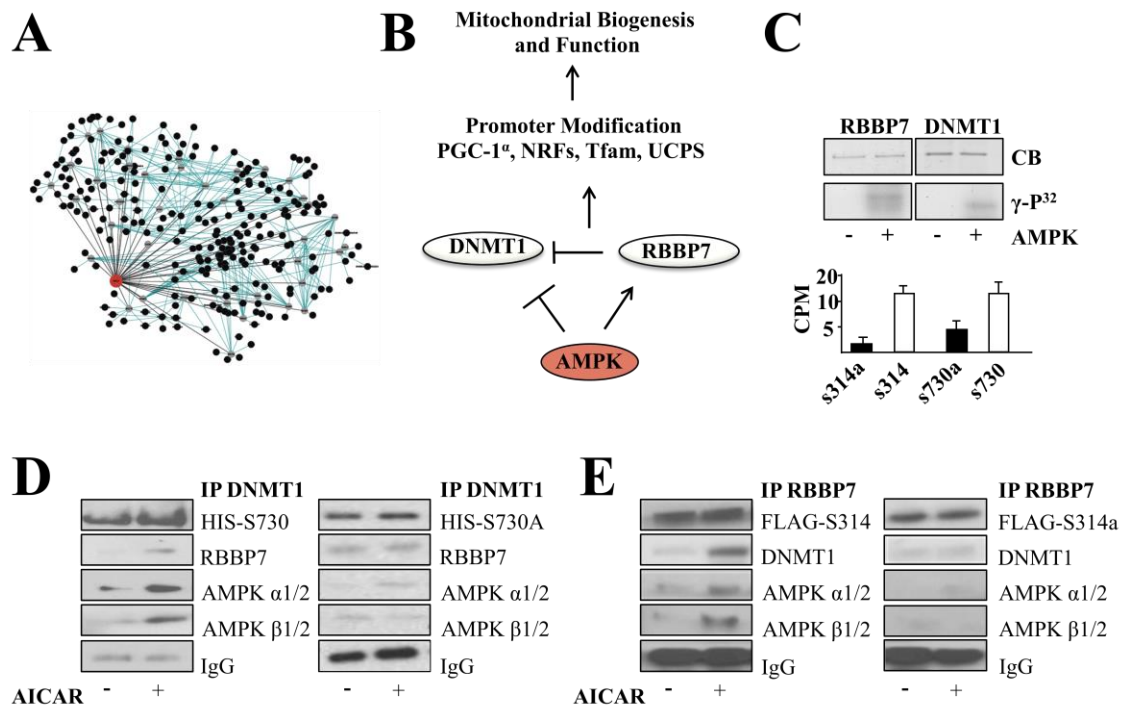 A
B
Mitochondrial Biogenesis
and Function
Promoter Modification
PGC-1ᵅ, NRFs, Tfam, UCPS
DNMT1
RBBP7
AMPK
C
RBBP7 DNMT1
CB
γ-P³²
- + - + AMPK
CPM
20
10
5
s314a s314 s730a s730
D
IP DNMT1
HIS-S730
RBBP7
AMPK α1/2
AMPK β1/2
IgG
AICAR - +
IP DNMT1
HIS-S730A
RBBP7
AMPK α1/2
AMPK β1/2
IgG
- +
E
IP RBBP7
FLAG-S314
DNMT1
AMPK α1/2
AMPK β1/2
IgG
AICAR - +
IP RBBP7
FLAG-S314a
DNMT1
AMPK α1/2
AMPK β1/2
IgG
- +